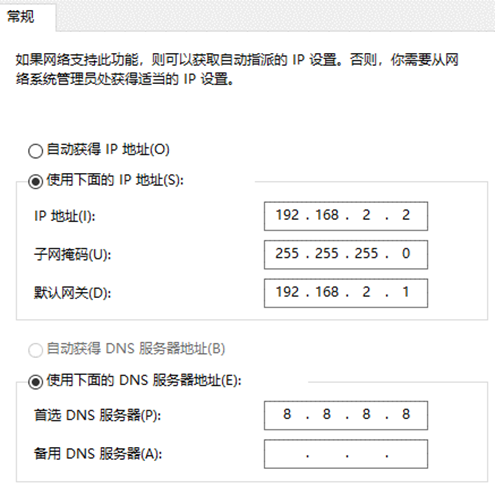 常规
如果网络支持此功能，则可以获取自动指派的 IP 设置。否则，你需要从网
络系统管理员处获得适当的 IP 设置。
自动获得 IP 地址(O)
使用下面的 IP 地址(S):
IP 地址(I): 192 . 168 . 2 . 2
子网掩码(U): 255 . 255 . 255 . 0
默认网关(D): 192 . 168 . 2 . 1
自动获得 DNS 服务器地址(B)
使用下面的 DNS 服务器地址(E):
首选 DNS 服务器(P): 8 . 8 . 8 . 8
备用 DNS 服务器(A): . . .